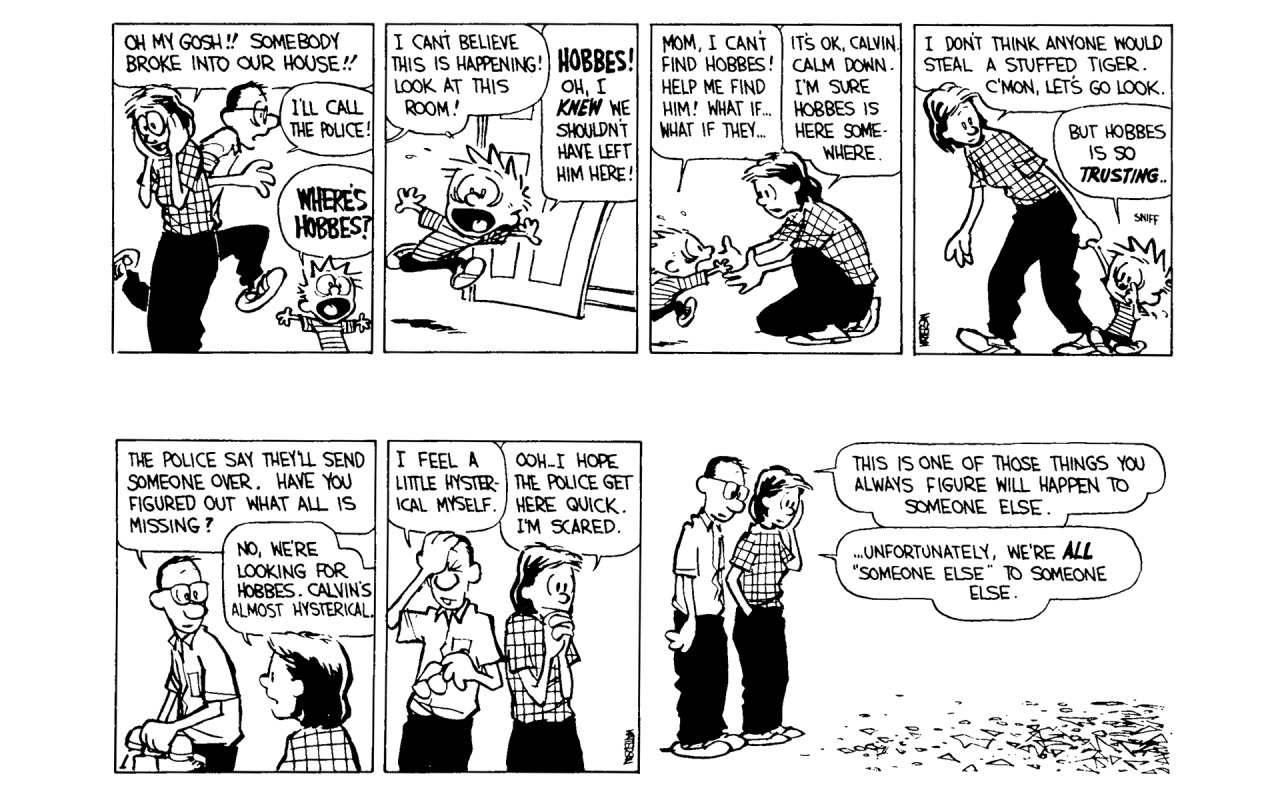 OH MY GOSH!! SOMEBODY
BROKE INTO OUR HOUSE!!
I'LL CALL
THE POLICE!
WHERE'S
HOBBES?
I CAN'T BELIEVE
THIS IS HAPPENING!
LOOK AT THIS
ROOM!
HOBBES!
OH, I
KNEW WE
SHOULDN'T
HAVE LEFT
HIM HERE!
MOM, I CAN'T
FIND HOBBES!
HELP ME FIND
HIM! WHAT IF...
WHAT IF THEY...
IT'S OK, CALVIN.
CALM DOWN.
I'M SURE
HOBBES IS
HERE SOME-
WHERE.
I DON'T THINK ANYONE WOULD
STEAL A STUFFED TIGER.
C'MON, LET'S GO LOOK.
BUT HOBBES
IS SO
TRUSTING..
SNIFF
WATTERSON
THE POLICE SAY THEY'LL SEND
SOMEONE OVER. HAVE YOU
FIGURED OUT WHAT ALL IS
MISSING?
NO, WE'RE
LOOKING FOR
HOBBES. CALVIN'S
ALMOST HYSTERICAL.
I FEEL A
LITTLE HYSTER-
ICAL MYSELF.
OOH...I HOPE
THE POLICE GET
HERE QUICK.
I'M SCARED.
WATTERSON
THIS IS ONE OF THOSE THINGS YOU
ALWAYS FIGURE WILL HAPPEN TO
SOMEONE ELSE.
...UNFORTUNATELY, WE'RE ALL
"SOMEONE ELSE" TO SOMEONE
ELSE.